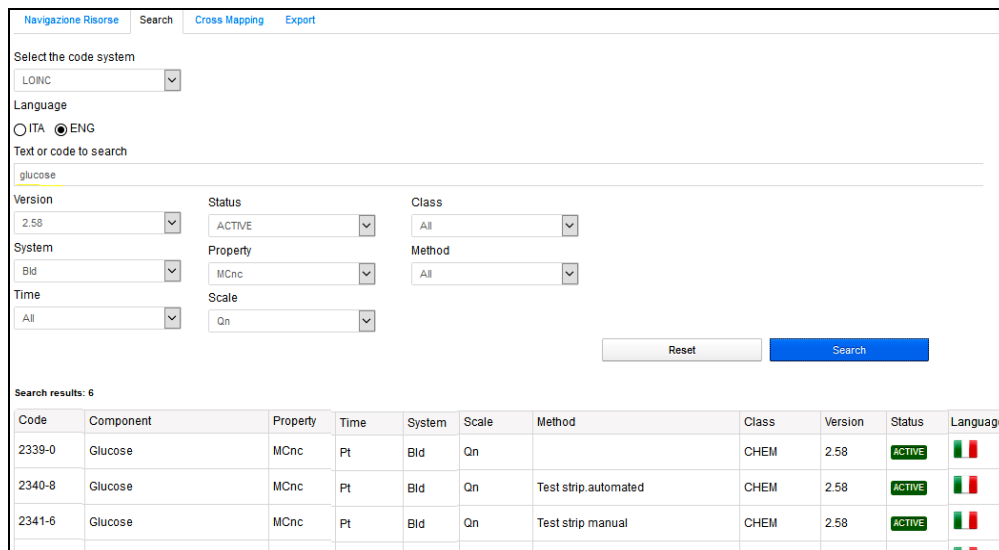 Navigazione Risorse Search Cross Mapping Export
Select the code system
LOINC
Language
ITA ENG
Text or code to search
glucose
Version Status Class
2.58 ACTIVE All
System Property Method
Bld MCnc All
Time Scale
All Qn
Reset Search
Search results: 6
Code Component Property Time System Scale Method Class Version Status Language
2339-0 Glucose MCnc Pt Bld Qn CHEM 2.58 ACTIVE
2340-8 Glucose MCnc Pt Bld Qn Test strip.automated CHEM 2.58 ACTIVE
2341-6 Glucose MCnc Pt Bld Qn Test strip manual CHEM 2.58 ACTIVE